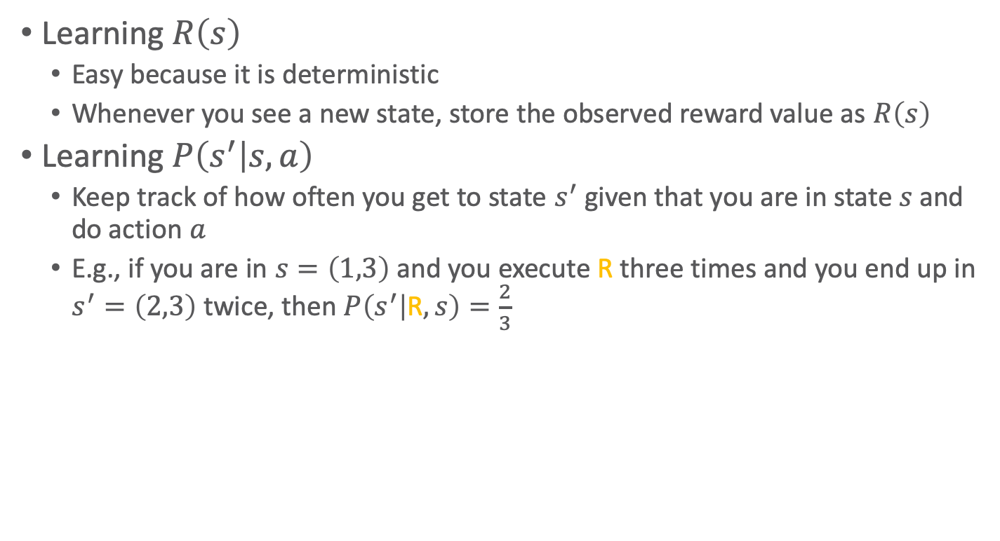 • Learning R(s)
• Easy because it is deterministic
• Whenever you see a new state, store the observed reward value as R(s)
• Learning P(s′|s, a)
• Keep track of how often you get to state s′ given that you are in state s and
do action a
• E.g., if you are in s = (1,3) and you execute R three times and you end up in
s′ = (2,3) twice, then P(s′|R, s) = 2/3